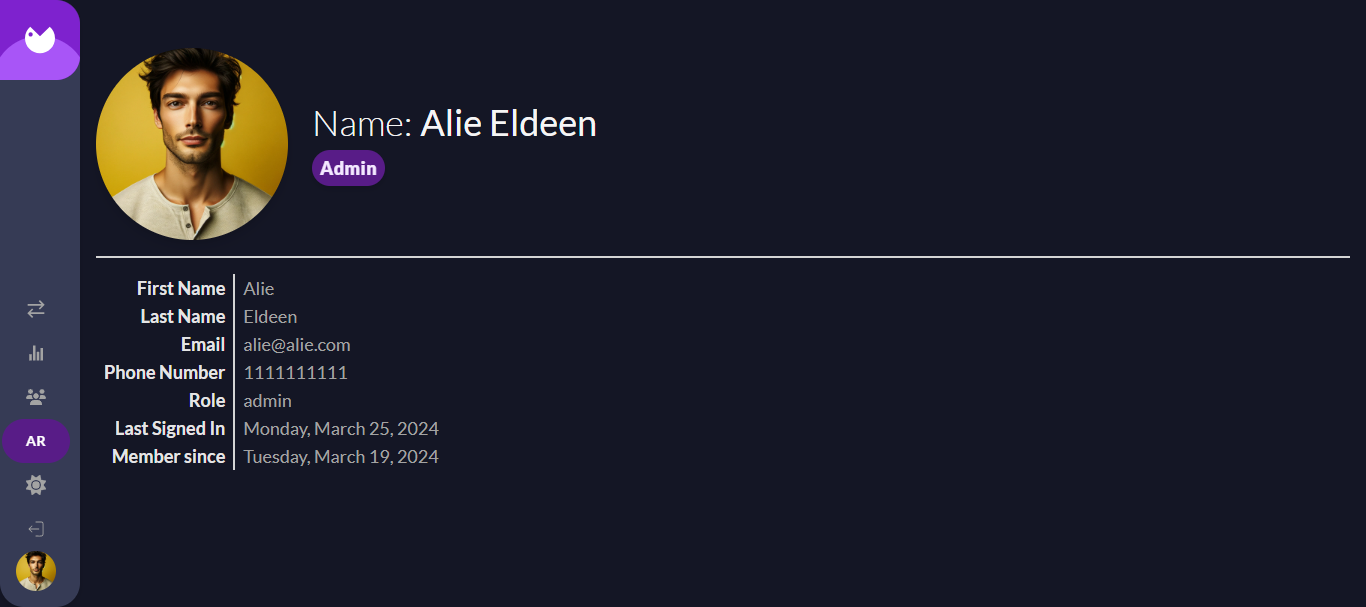 Name: Alie Eldeen
Admin
First Name Alie
Last Name Eldeen
Email alie@alie.com
Phone Number 1111111111
Role admin
Last Signed In Monday, March 25, 2024
Member since Tuesday, March 19, 2024
AR